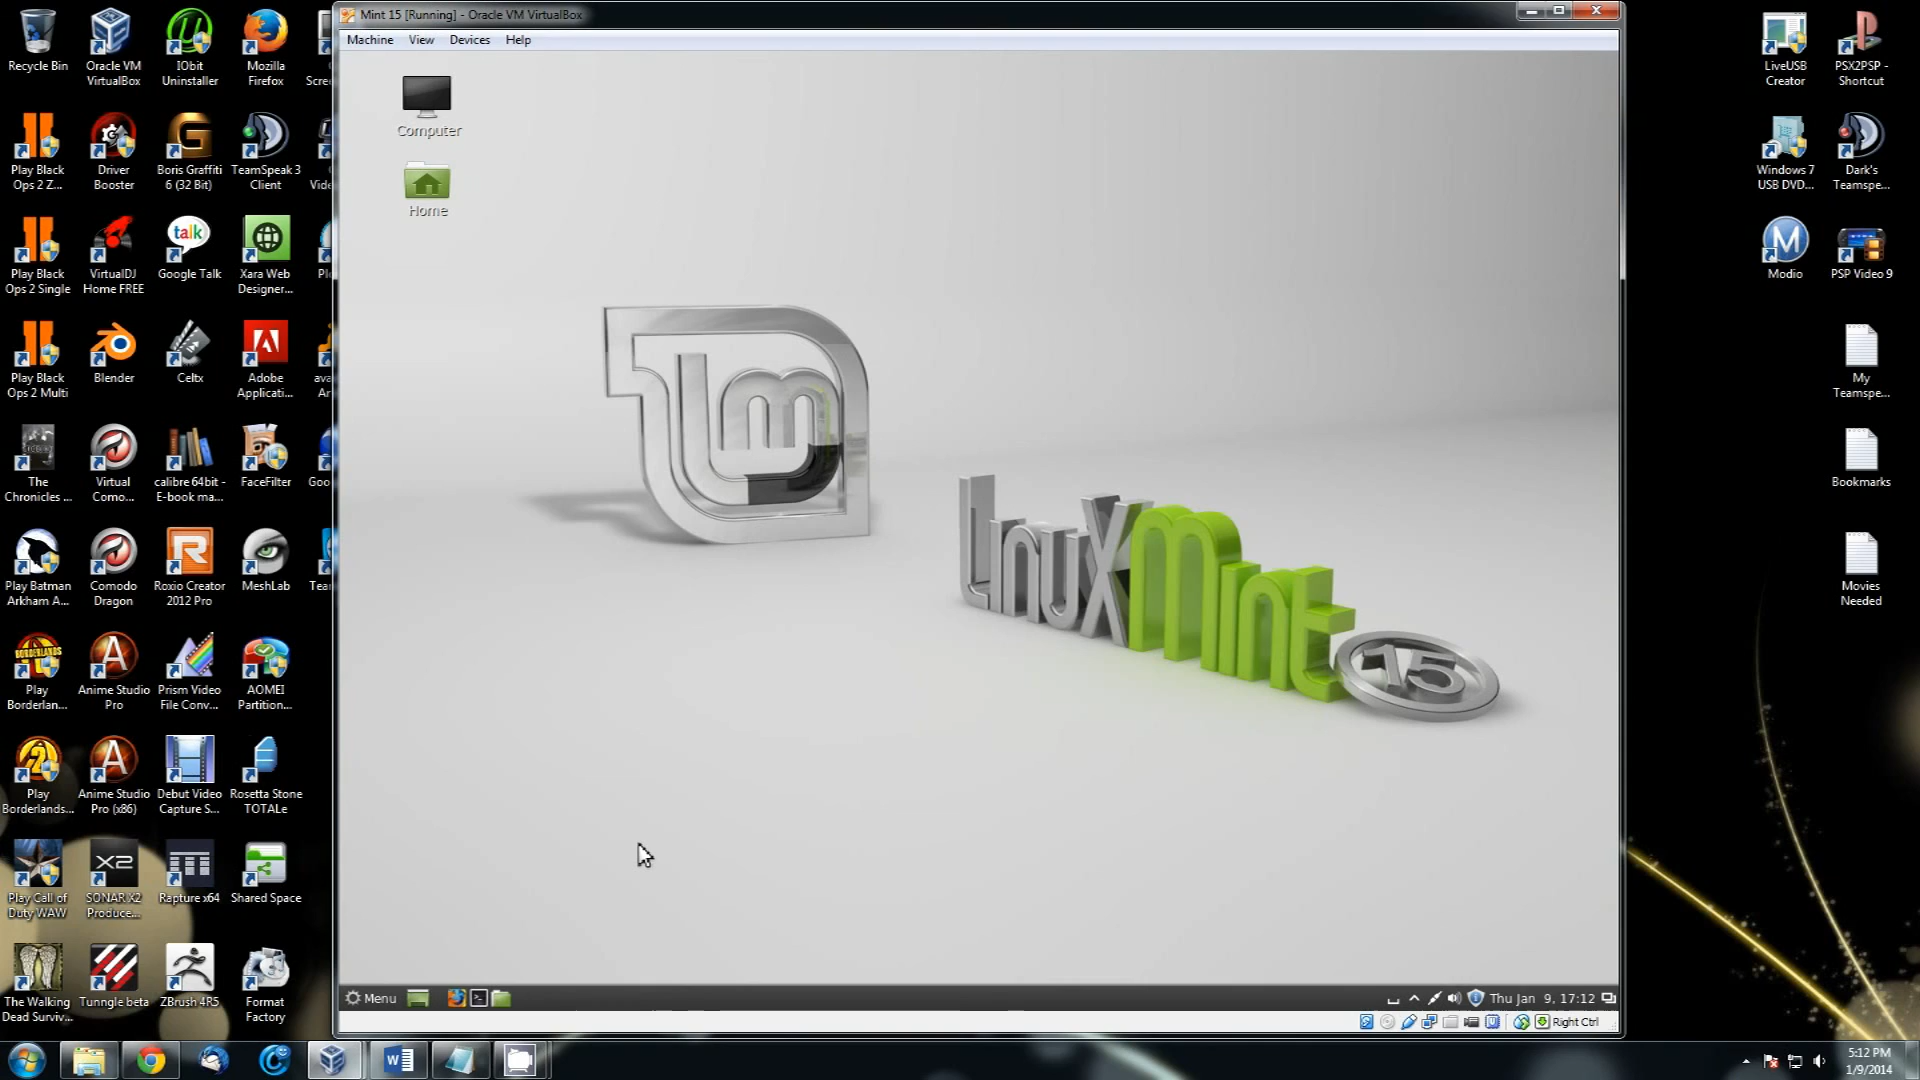 Mint 15 [Running] - Oracle VM VirtualBox
Machine View Devices Help
Computer
Home
Linux Mint 15
Menu
Thu Jan 9, 17:12
Right Ctrl
Recycle Bin
Oracle VM
VirtualBox
IObit
Uninstaller
Mozilla
Firefox
Play Black
Ops 2 Z...
Driver
Booster
Boris Graffiti
6 (32 Bit)
TeamSpeak 3
Client
Play Black
Ops 2 Single
VirtualDJ
Home FREE
talk
Google Talk
Xara Web
Designer...
Play Black
Ops 2 Multi
Blender
Celtx
Adobe
Applicati...
The
Chronicles ...
Virtual
Como...
calibre 64bit -
E-book ma...
FaceFilter
Play Batman
Arkham A...
Comodo
Dragon
Roxio Creator
2012 Pro
MeshLab
BORDERLANDS
Play
Borderlan...
Anime Studio
Pro
Prism Video
File Conv...
AOMEI
Partition...
Play
Borderlands...
Anime Studio
Pro (x86)
Debut Video
Capture S...
Rosetta Stone
TOTALe
Play Call of
Duty WAW
X2
SONAR X2
Produce...
Rapture x64
Shared Space
The Walking
Dead Surviv...
Tunngle beta
ZBrush 4R5
Format
Factory
LiveUSB
Creator
PSX2PSP -
Shortcut
Windows 7
USB DVD...
Dark's
Teamspe...
Modio
PSP Video 9
My
Teamspe...
Bookmarks
Movies
Needed
5:12 PM
1/9/2014